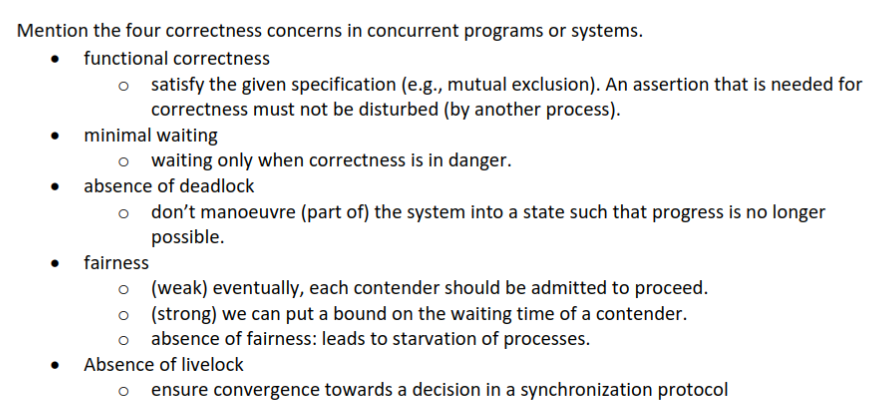 Mention the four correctness concerns in concurrent programs or systems.
• functional correctness
o satisfy the given specification (e.g., mutual exclusion). An assertion that is needed for
correctness must not be disturbed (by another process).
• minimal waiting
o waiting only when correctness is in danger.
• absence of deadlock
o don’t manoeuvre (part of) the system into a state such that progress is no longer
possible.
• fairness
o (weak) eventually, each contender should be admitted to proceed.
o (strong) we can put a bound on the waiting time of a contender.
o absence of fairness: leads to starvation of processes.
• Absence of livelock
o ensure convergence towards a decision in a synchronization protocol